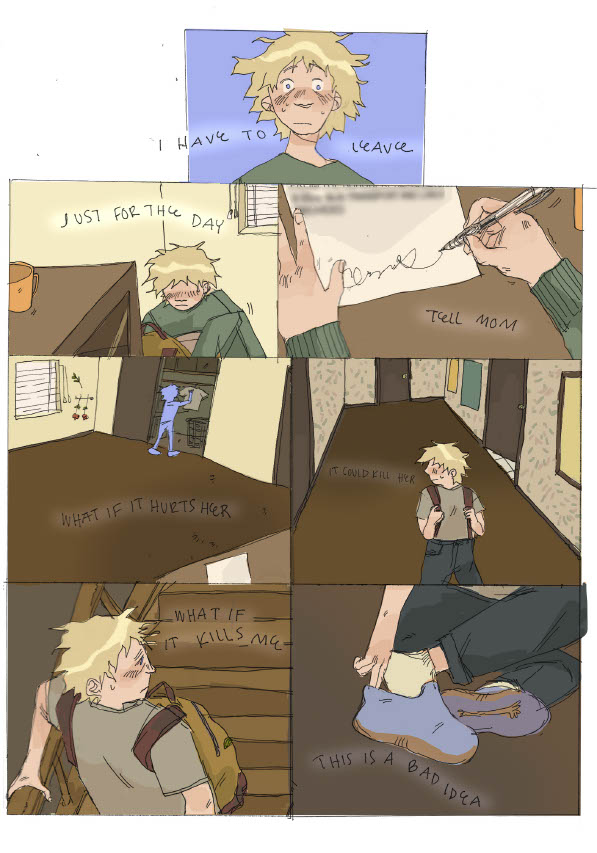 I HAVE TO LEAVE
JUST FOR THE DAY
TELL MOM
WHAT IF IT HURTS HER
IT COULD KILL HER
WHAT IF
IT KILLS ME
THIS IS A BAD IDEA